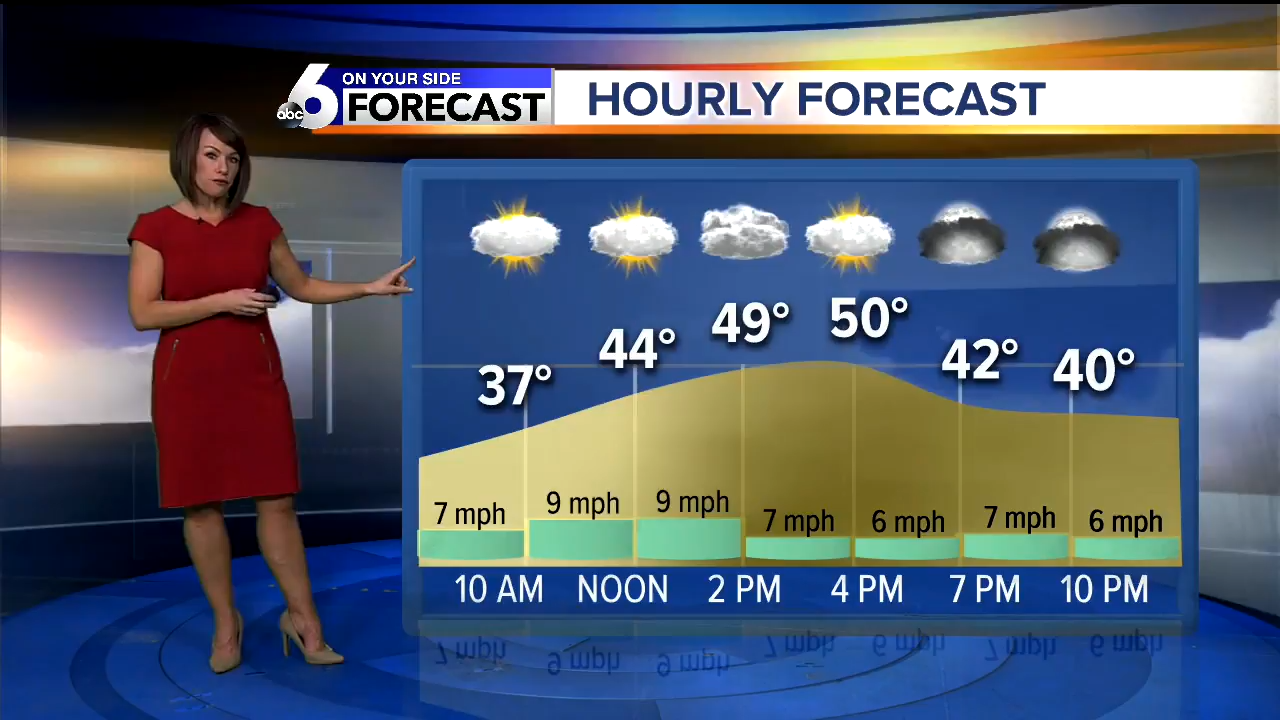 abc 6
ON YOUR SIDE
FORECAST
HOURLY FORECAST
37° 44° 49° 50° 42° 40°
7 mph 9 mph 9 mph 7 mph 6 mph 7 mph 6 mph
10 AM NOON 2 PM 4 PM 7 PM 10 PM